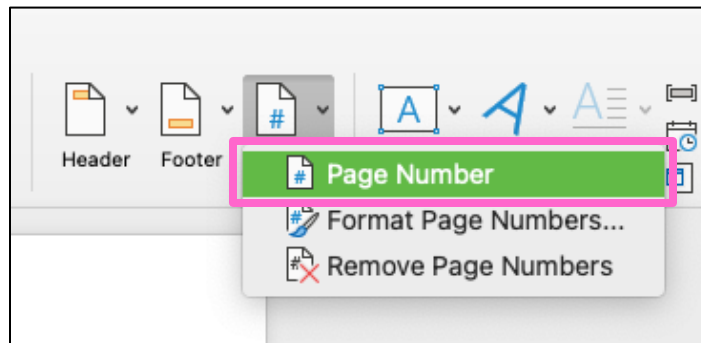 Header Footer
# Page Number
# Format Page Numbers...
# Remove Page Numbers
#
A A A